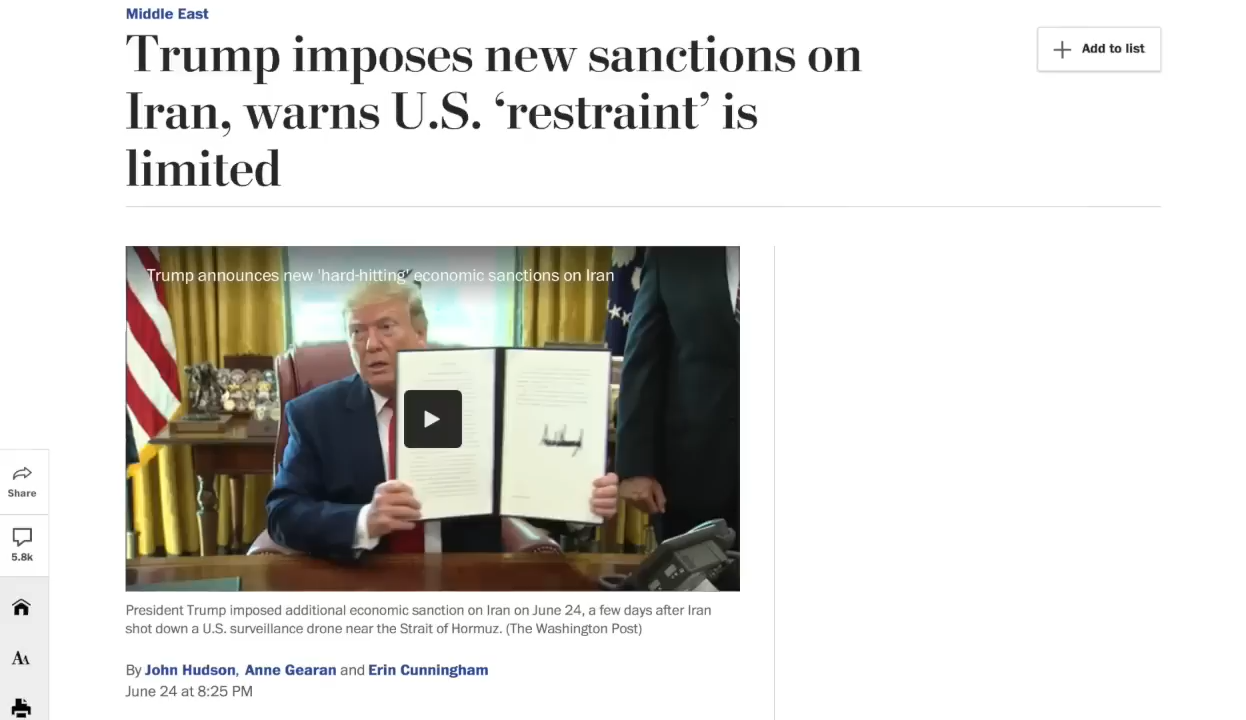 Middle East
Trump imposes new sanctions on
Iran, warns U.S. ‘restraint’ is
limited
Add to list
Trump announces new 'hard-hitting' economic sanctions on Iran
Share
5.8k
President Trump imposed additional economic sanction on Iran on June 24, a few days after Iran
shot down a U.S. surveillance drone near the Strait of Hormuz. (The Washington Post)
By John Hudson, Anne Gearan and Erin Cunningham
June 24 at 8:25 PM
AA